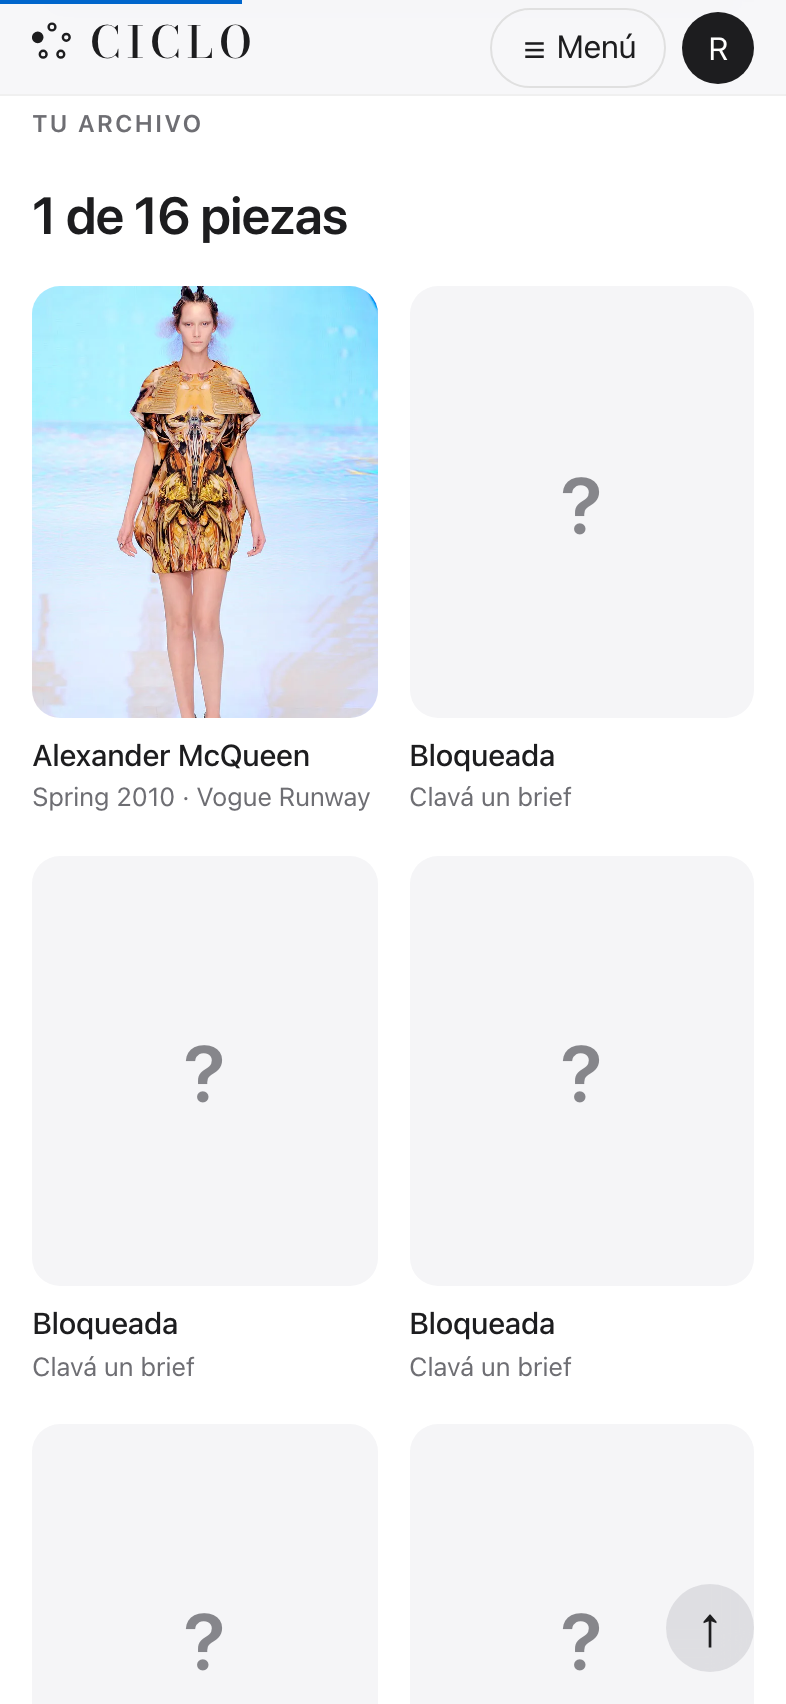 CICLO
≡ Menú
R
TU ARCHIVO
1 de 16 piezas
?
Alexander McQueen
Spring 2010 · Vogue Runway
Bloqueada
Clavá un brief
?
?
Bloqueada
Clavá un brief
Bloqueada
Clavá un brief
?
?
↑